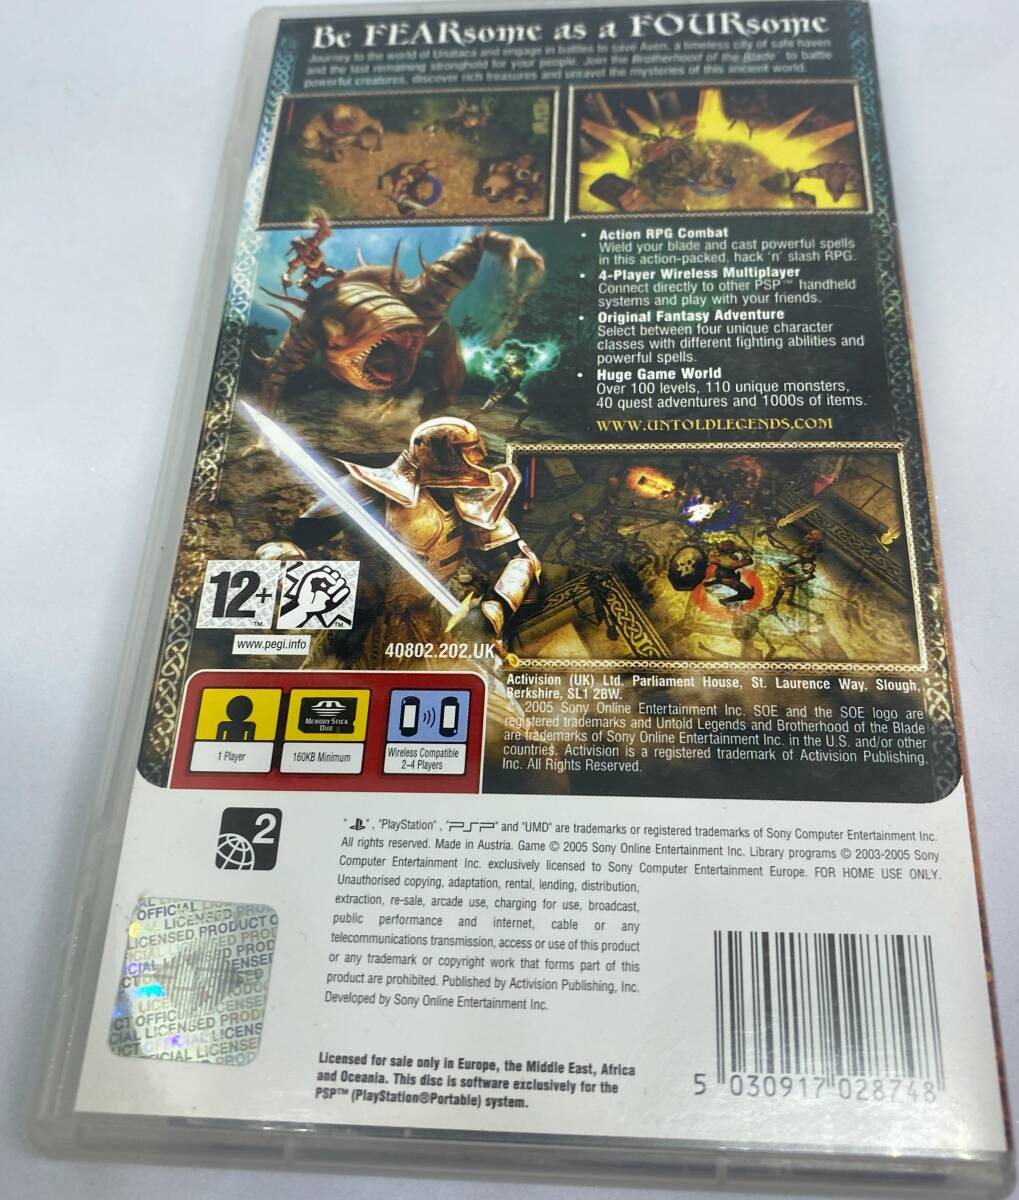 Be FEARsome as a FOURsome
Journey to the world of Unataca and engage in battles to save Aven, a timeless city of safe haven
and the last remaining stronghold for your people. Join the Brotherhood of the Blade™ to battle
powerful creatures, discover rich treasures and unravel the mysteries of this ancient world.
• Action RPG Combat
Wield your blade and cast powerful spells
in this action-packed, hack 'n' slash RPG.
• 4-Player Wireless Multiplayer
Connect directly to other PSP™ handheld
systems and play with your friends.
• Original Fantasy Adventure
Select between four unique character
classes with different fighting abilities and
powerful spells.
• Huge Game World
Over 100 levels, 110 unique monsters,
40 quest adventures and 1000s of items.
WWW.UNTOLDLEGENDS.COM
12+
™
™
www.pegi.info
40802.202.UK
Activision (UK) Ltd. Parliament House, St. Laurence Way, Slough,
Berkshire, SL1 2BW.
© 2005 Sony Online Entertainment Inc. SOE and the SOE logo are
registered trademarks and Untold Legends and Brotherhood of the Blade
are trademarks of Sony Online Entertainment Inc. in the U.S. and/or other
countries. Activision is a registered trademark of Activision Publishing,
Inc. All Rights Reserved.
MEMORY STICK
DUO
1 Player
160KB Minimum
Wireless Compatible
2-4 Players
2
" ", "PlayStation", "PSP" and "UMD" are trademarks or registered trademarks of Sony Computer Entertainment Inc.
All rights reserved. Made in Austria. Game © 2005 Sony Online Entertainment Inc. Library programs © 2003-2005 Sony
Computer Entertainment Inc. exclusively licensed to Sony Computer Entertainment Europe. FOR HOME USE ONLY.
Unauthorised copying, adaptation, rental, lending, distribution,
extraction, re-sale, arcade use, charging for use, broadcast,
public performance and internet, cable or any
telecommunications transmission, access or use of this product
or any trademark or copyright work that forms part of this
product are prohibited. Published by Activision Publishing, Inc.
Developed by Sony Online Entertainment Inc.
OFFICIAL
LICENSED
LICENSED PRODUCT
Licensed for sale only in Europe, the Middle East, Africa
and Oceania. This disc is software exclusively for the
PSP™ (PlayStation®Portable) system.
5 030917 028748